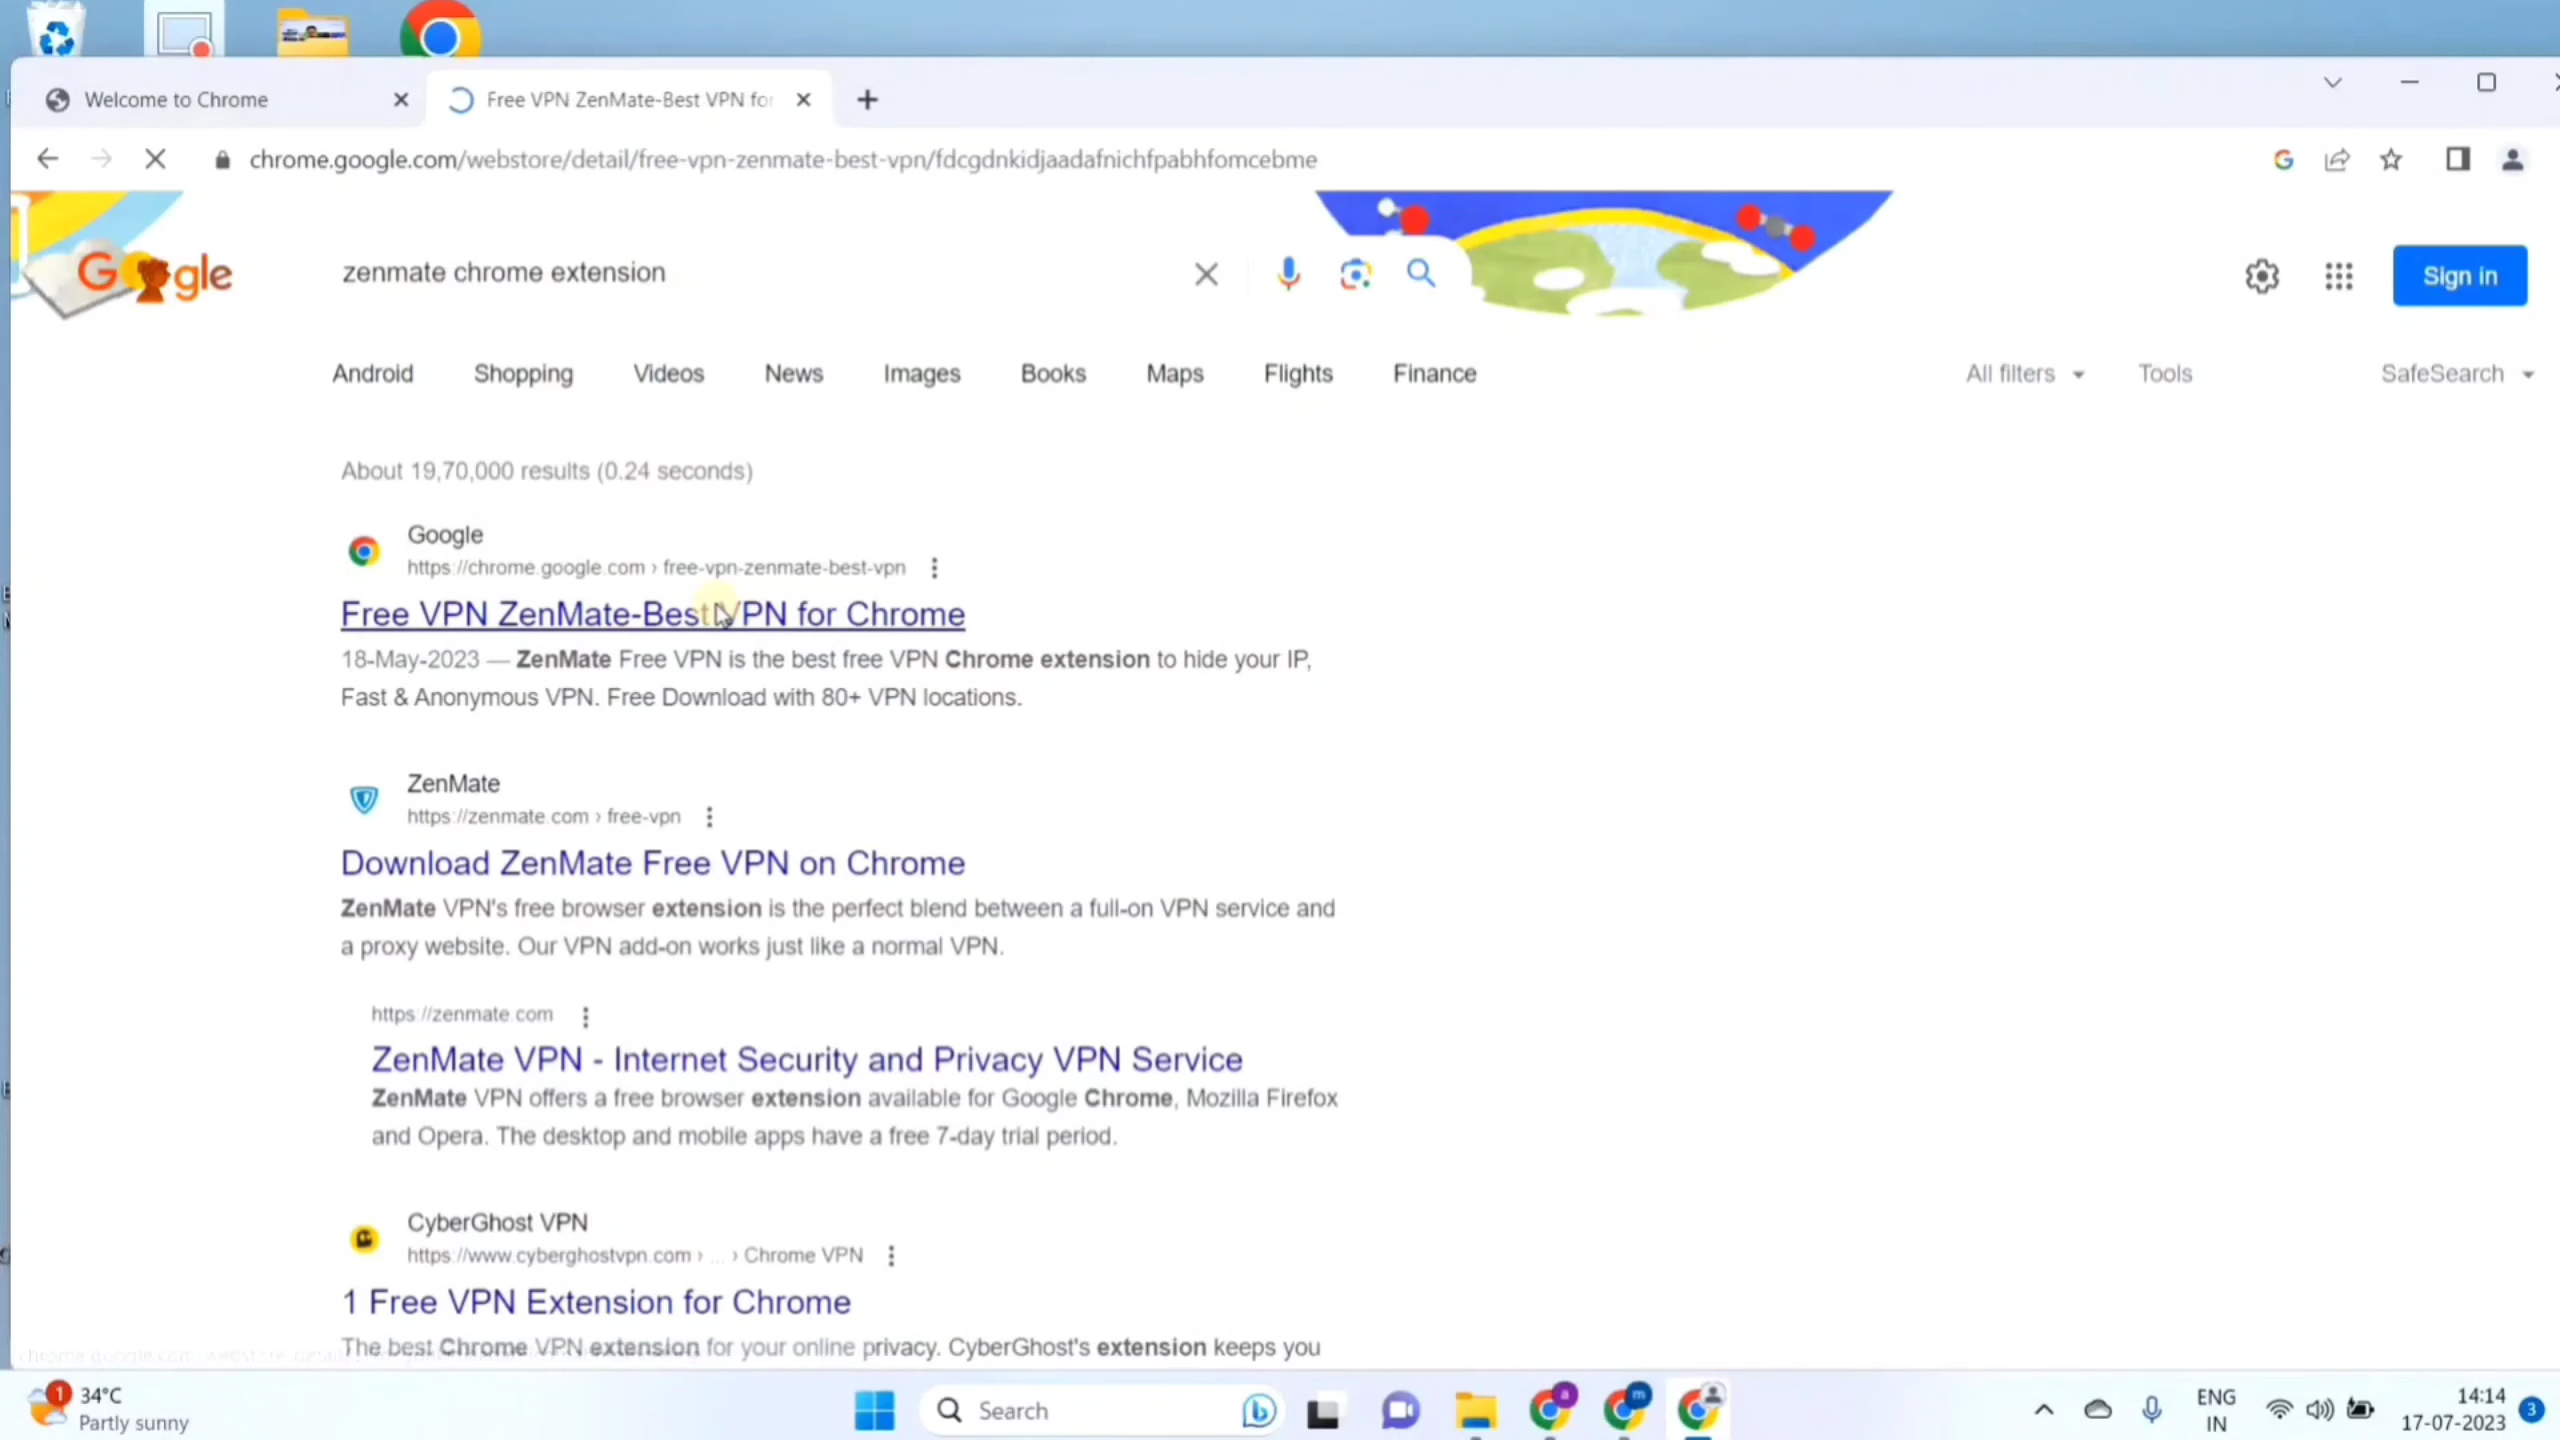 Welcome to Chrome
Free VPN ZenMate-Best VPN for
chrome.google.com/webstore/detail/free-vpn-zenmate-best-vpn/fdcgdnkidjaadafnichfpabhfomcebme
Google
zenmate chrome extension
Sign in
Android Shopping Videos News Images Books Maps Flights Finance All filters Tools SafeSearch
About 19,70,000 results (0.24 seconds)
Google
https://chrome.google.com › free-vpn-zenmate-best-vpn
Free VPN ZenMate-Best VPN for Chrome
18-May-2023 — ZenMate Free VPN is the best free VPN Chrome extension to hide your IP,
Fast & Anonymous VPN. Free Download with 80+ VPN locations.
ZenMate
https://zenmate.com › free-vpn
Download ZenMate Free VPN on Chrome
ZenMate VPN's free browser extension is the perfect blend between a full-on VPN service and
a proxy website. Our VPN add-on works just like a normal VPN.
https://zenmate.com
ZenMate VPN - Internet Security and Privacy VPN Service
ZenMate VPN offers a free browser extension available for Google Chrome, Mozilla Firefox
and Opera. The desktop and mobile apps have a free 7-day trial period.
CyberGhost VPN
https://www.cyberghostvpn.com › ... › Chrome VPN
1 Free VPN Extension for Chrome
The best Chrome VPN extension for your online privacy. CyberGhost's extension keeps you
1
34°C
Partly sunny
Search
a
m
ENG
IN
14:14
17-07-2023
3